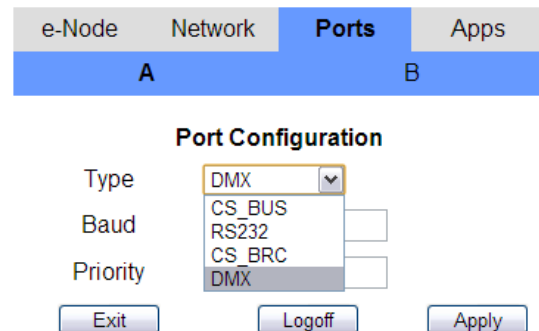 e-Node Network Ports Apps
A B
Port Configuration
Type DMX
CS_BUS
Baud RS232
CS_BRC
Priority DMX
Exit Logoff Apply